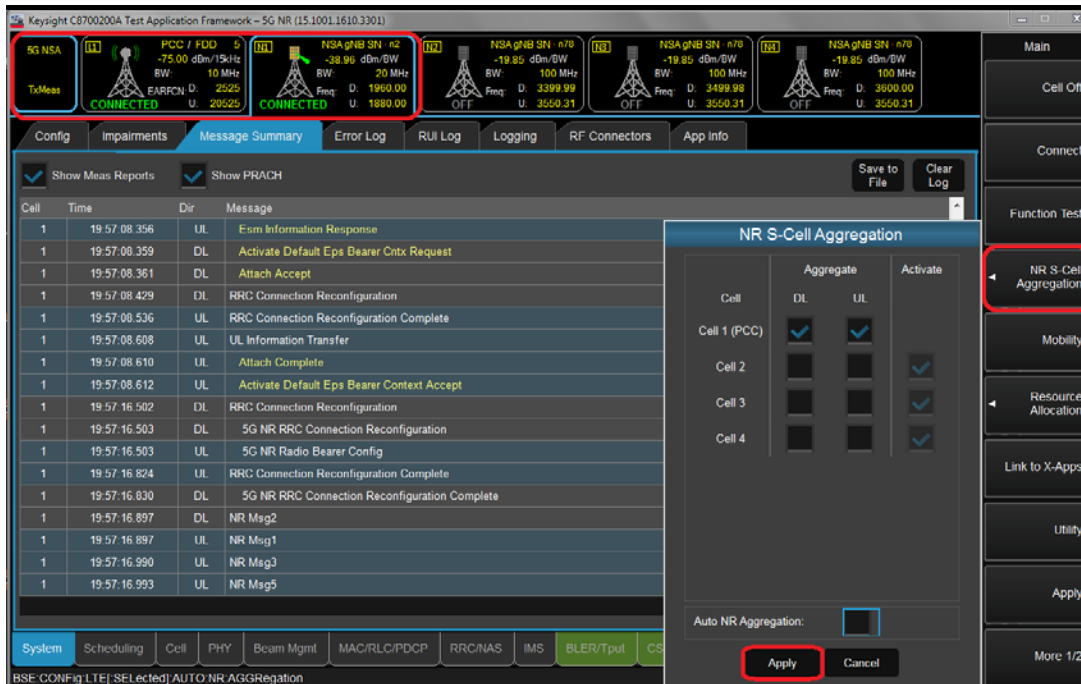 Keysight C8700200A Test Application Framework – 5G NR (15.1001.1610.3301)
5G NSA
TxMeas
L1 PCC / FDD 5
-75.00 dBm/15kHz
BW: 10 MHz
EARFCN: D: 2525
U: 20525
CONNECTED
N1 NSA gNB SN - n2
-38.96 dBm/BW
BW: 20 MHz
Freq: D: 1960.00
U: 1880.00
CONNECTED
N2 NSA gNB SN - n78
-19.85 dBm/BW
BW: 100 MHz
Freq: D: 3399.99
U: 3550.31
OFF
N3 NSA gNB SN - n78
-19.85 dBm/BW
BW: 100 MHz
Freq: D: 3499.98
U: 3550.31
OFF
N4 NSA gNB SN - n78
-19.85 dBm/BW
BW: 100 MHz
Freq: D: 3600.00
U: 3550.31
OFF
Config Impairments Message Summary Error Log RUI Log Logging RF Connectors App Info
Show Meas Reports Show PRACH Save to File Clear Log
Cell Time Dir Message
1 19:57:08.356 UL Esm Information Response
1 19:57:08.359 DL Activate Default Eps Bearer Cntx Request
1 19:57:08.361 DL Attach Accept
1 19:57:08.429 DL RRC Connection Reconfiguration
1 19:57:08.536 UL RRC Connection Reconfiguration Complete
1 19:57:08.608 UL UL Information Transfer
1 19:57:08.610 UL Attach Complete
1 19:57:08.612 UL Activate Default Eps Bearer Context Accept
1 19:57:16.502 DL RRC Connection Reconfiguration
1 19:57:16.503 DL 5G NR RRC Connection Reconfiguration
1 19:57:16.503 UL 5G NR Radio Bearer Config
1 19:57:16.824 UL RRC Connection Reconfiguration Complete
1 19:57:16.830 DL 5G NR RRC Connection Reconfiguration Complete
1 19:57:16.897 DL NR Msg2
1 19:57:16.897 UL NR Msg1
1 19:57:16.990 UL NR Msg3
1 19:57:16.993 UL NR Msg5
NR S-Cell Aggregation
Aggregate Activate
Cell DL UL
Cell 1 (PCC)
Cell 2
Cell 3
Cell 4
Auto NR Aggregation:
Apply Cancel
System Scheduling Cell PHY Beam Mgmt MAC/RLC/PDCP RRC/NAS IMS BLER/Tput CS
BSE:CONFig:LTE[:SELected]:AUTO:NR:AGGRegation
Main
Cell Off
Connect
Function Test
NR S-Cell
Aggregation
Mobility
Resource
Allocation
Link to X-Apps
Utility
Apply
More 1/2